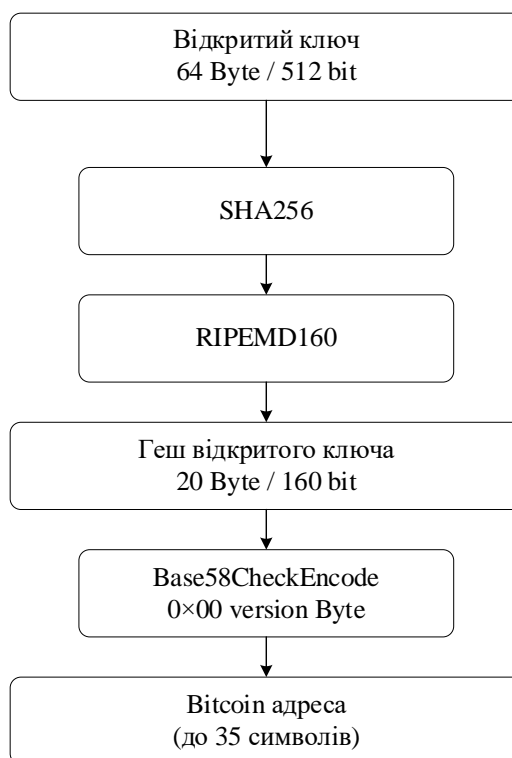 Відкритий ключ
64 Byte / 512 bit
SHA256
RIPEMD160
Геш відкритого ключа
20 Byte / 160 bit
Base58CheckEncode
0×00 version Byte
Bitcoin адреса
(до 35 символів)